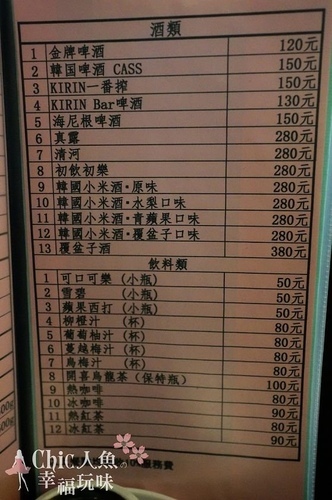 酒類
1 金牌啤酒 120元
2 韓国啤酒 CASS 150元
3 KIRIN一番搾 150元
4 KIRIN Bar啤酒 130元
5 海尼根啤酒 150元
6 真露 280元
7 清河 280元
8 初飲初樂 280元
9 韓國小米酒·原味 280元
10 韓國小米酒·水梨口味 280元
11 韓國小米酒·青蘋果口味 280元
12 韓國小米酒·覆盆子口味 280元
13 覆盆子酒 380元
飲料類
1 可口可樂 (小瓶) 50元
2 雪碧 (小瓶) 50元
3 蘋果西打 (小瓶) 50元
4 柳橙汁 (杯) 80元
5 葡萄柚汁 (杯) 80元
6 蔓越梅汁 (杯) 80元
7 烏梅汁 (杯) 80元
8 開喜烏龍茶 (保特瓶) 80元
9 熱咖啡 100元
10 冰咖啡 80元
11 熱紅茶 90元
12 冰紅茶 80元
90元
服務費
Chic人魚の
幸福玩味